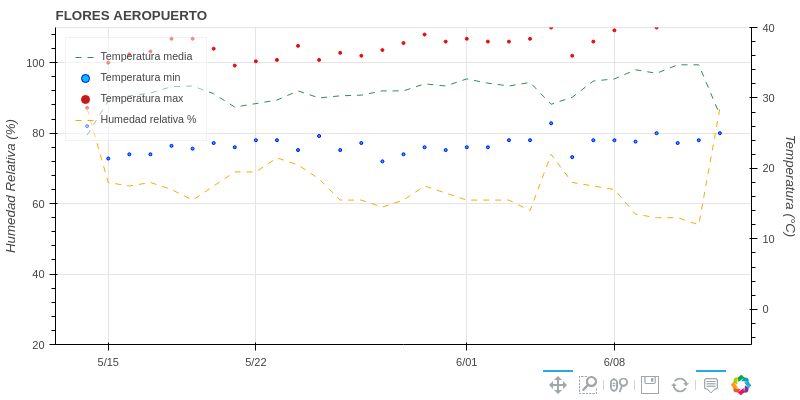 FLORES AEROPUERTO
Temperatura media
Temperatura min
Temperatura max
Humedad relativa %
Humedad Relativa (%)
100
80
60
40
20
Temperatura (°C)
40
30
20
10
0
5/15
5/22
6/01
6/08